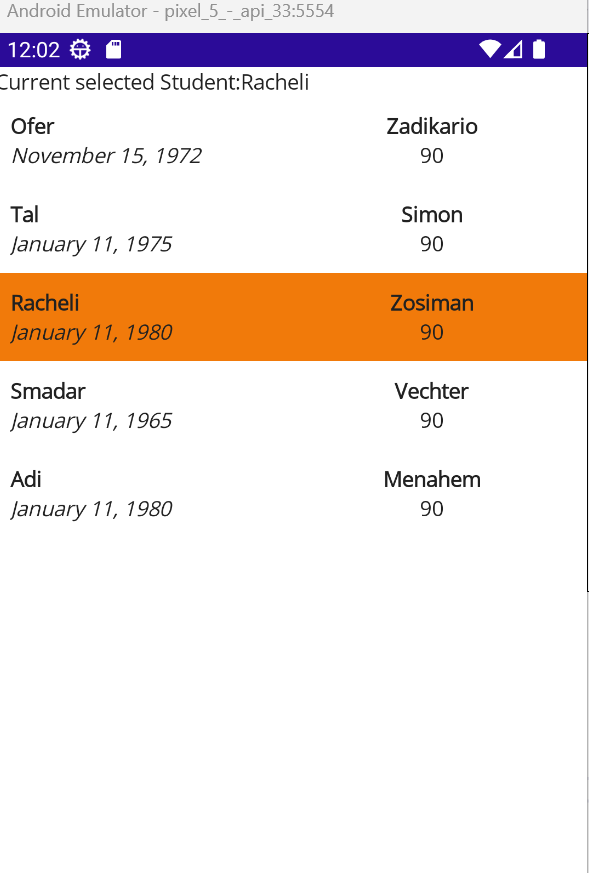 Android Emulator - pixel_5_-_api_33:5554
12:02
Current selected Student:Racheli
Ofer Zadikario
November 15, 1972 90
Tal Simon
January 11, 1975 90
Racheli Zosiman
January 11, 1980 90
Smadar Vechter
January 11, 1965 90
Adi Menahem
January 11, 1980 90